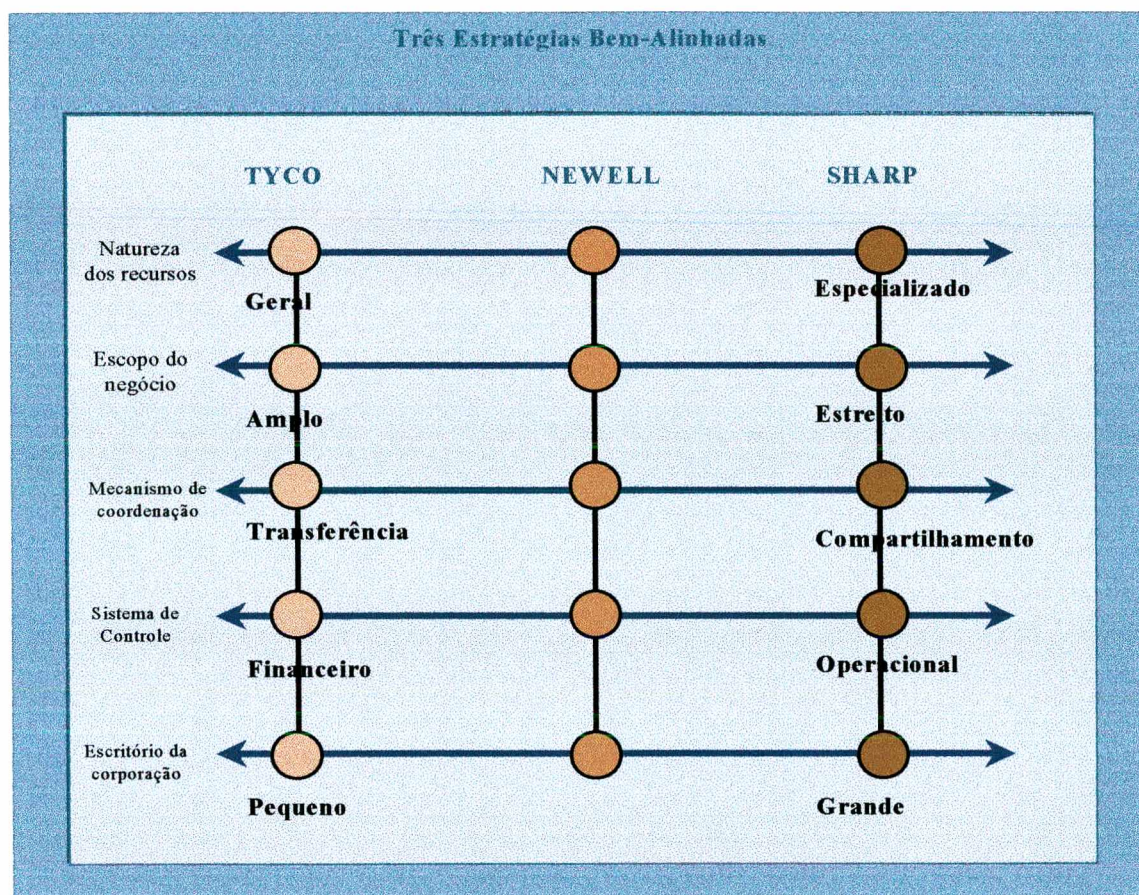 Três Estratégias Bem-Alinhadas
TYCO NEWELL SHARP
Natureza
dos recursos
Geral Especializado
Escopo do
negócio
Amplo Estreito
Mecanismo de
coordenação
Transferência Compartilhamento
Sistema de
Controle
Financeiro Operacional
Escritório da
corporação
Pequeno Grande